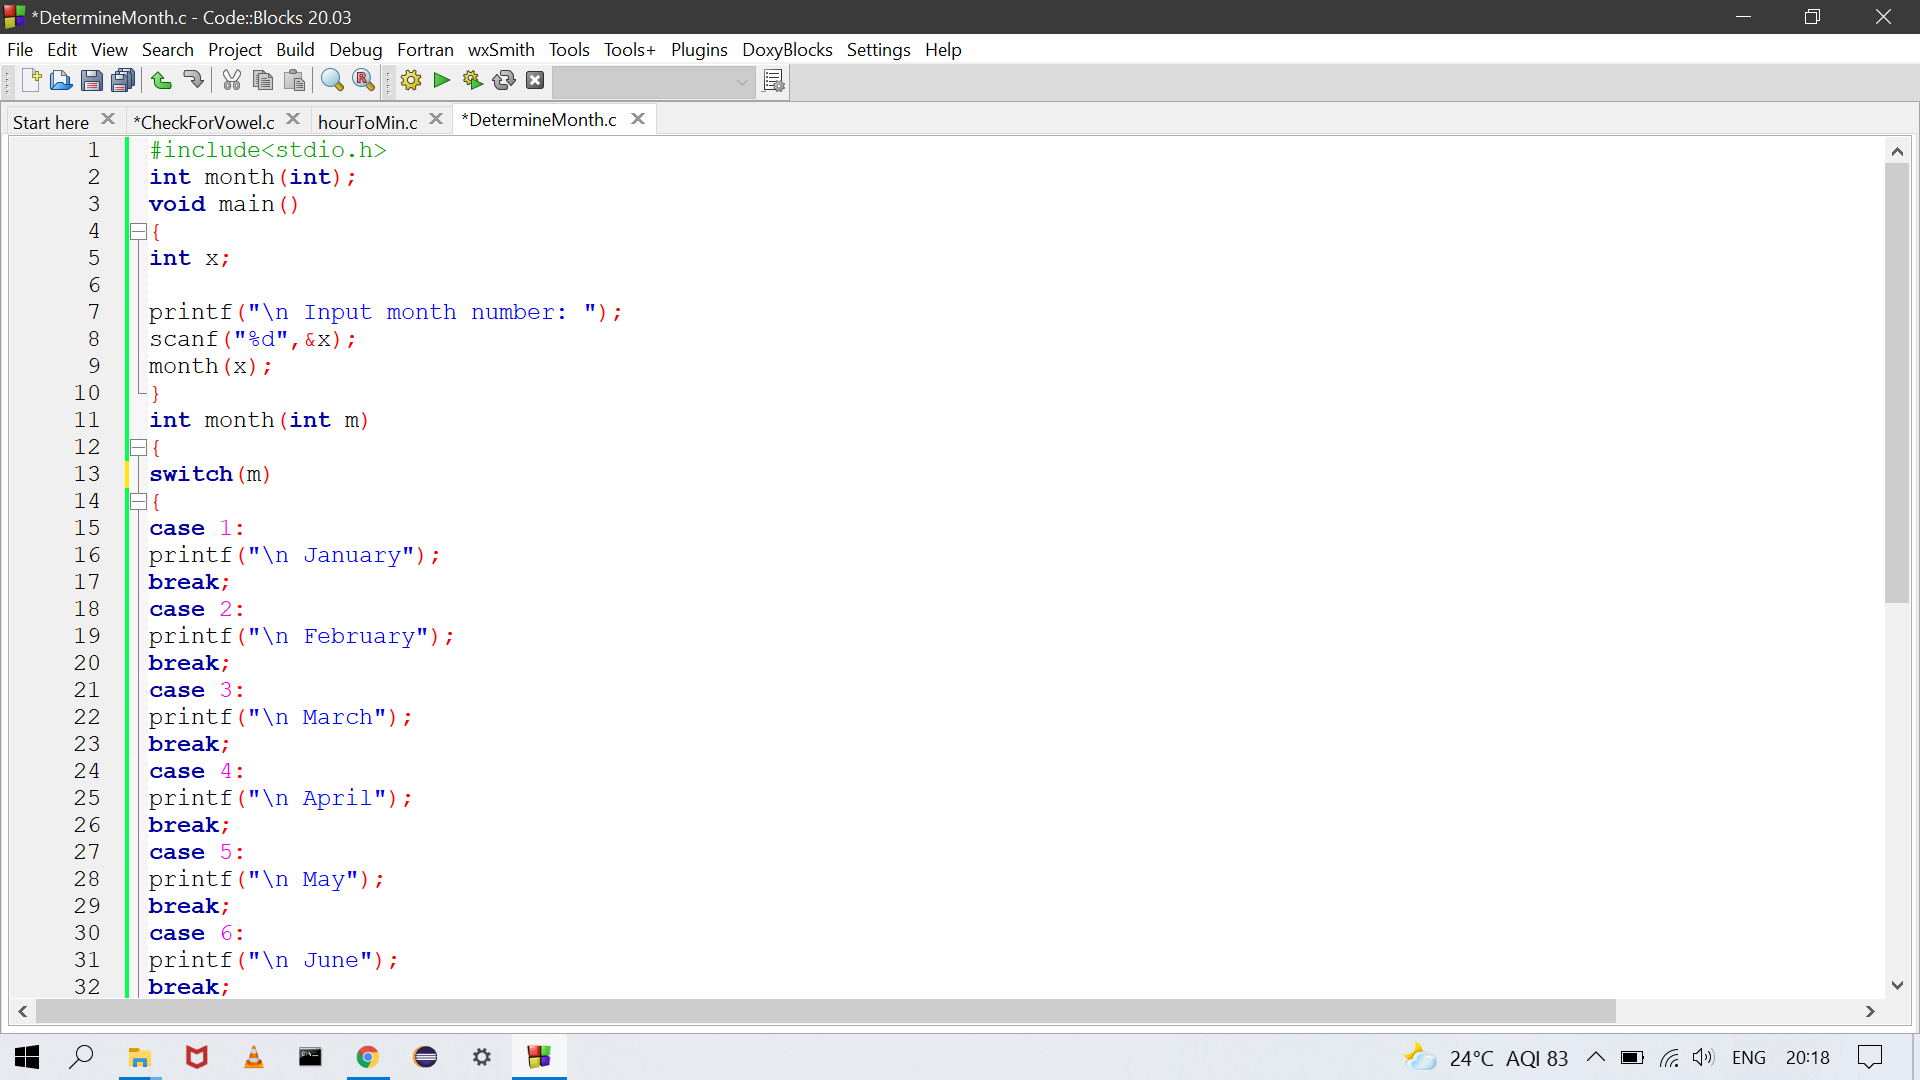 *DetermineMonth.c - Code::Blocks 20.03
File Edit View Search Project Build Debug Fortran wxSmith Tools Tools+ Plugins DoxyBlocks Settings Help
Start here *CheckForVowel.c hourToMin.c *DetermineMonth.c
1 #include<stdio.h>
2 int month(int);
3 void main()
4 {
5 int x;
6
7 printf("\n Input month number: ");
8 scanf("%d",&x);
9 month(x);
10 }
11 int month(int m)
12 {
13 switch(m)
14 {
15 case 1:
16 printf("\n January");
17 break;
18 case 2:
19 printf("\n February");
20 break;
21 case 3:
22 printf("\n March");
23 break;
24 case 4:
25 printf("\n April");
26 break;
27 case 5:
28 printf("\n May");
29 break;
30 case 6:
31 printf("\n June");
32 break;
24°C AQI 83 ENG 20:18